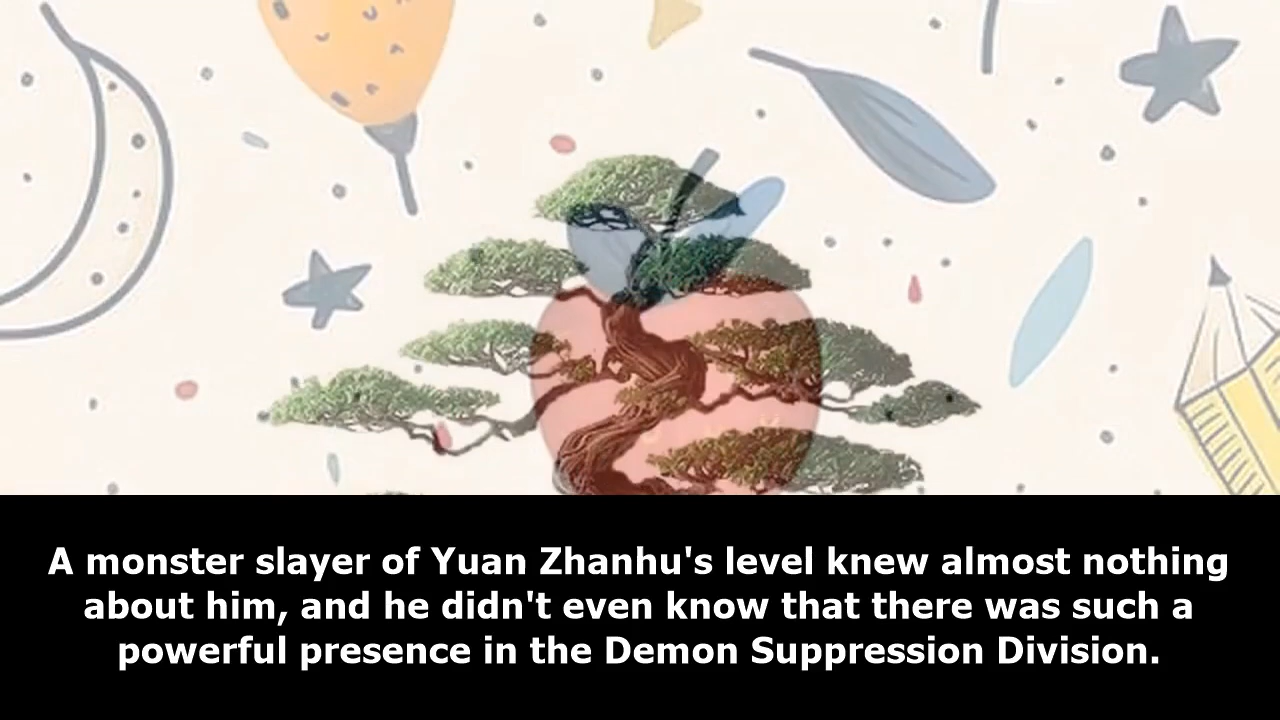 A monster slayer of Yuan Zhanhu's level knew almost nothing
about him, and he didn't even know that there was such a
powerful presence in the Demon Suppression Division.